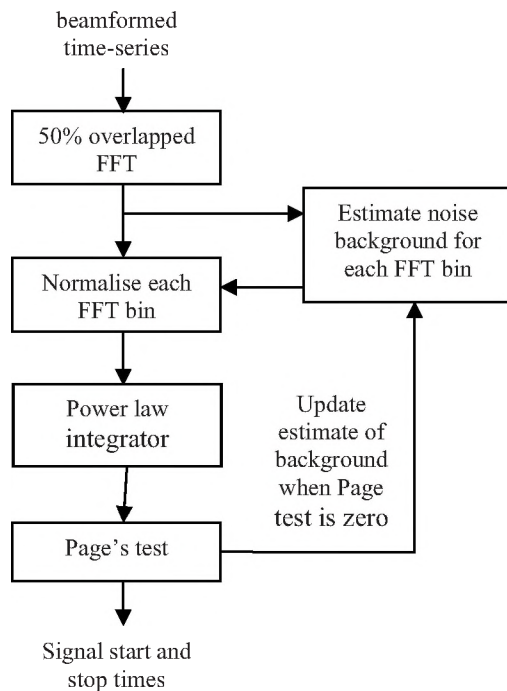 beamformed
time-series
50% overlapped
FFT
Estimate noise
background for
each FFT bin
Normalise each
FFT bin
Power law
integrator
Update
estimate of
background
when Page
test is zero
Page's test
Signal start and
stop times